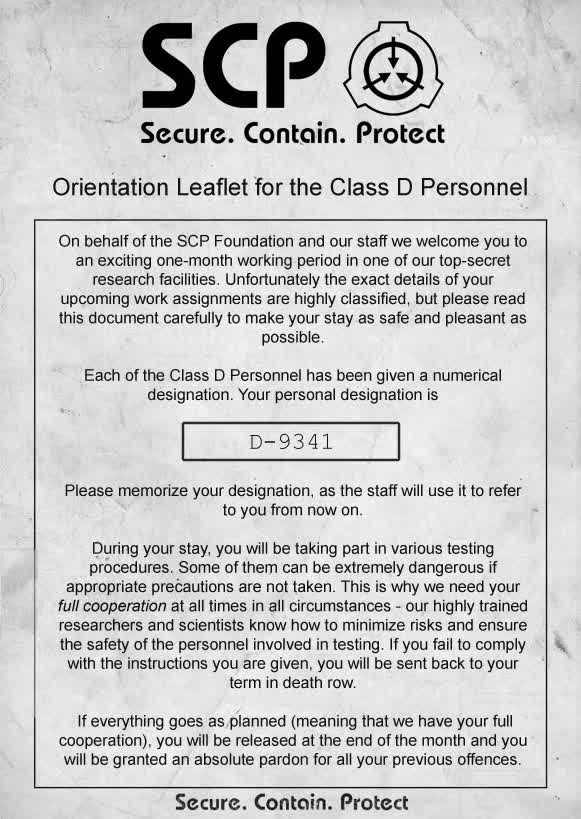 SCP
Secure. Contain. Protect
Orientation Leaflet for the Class D Personnel
On behalf of the SCP Foundation and our staff we welcome you to
an exciting one-month working period in one of our top-secret
research facilities. Unfortunately the exact details of your
upcoming work assignments are highly classified, but please read
this document carefully to make your stay as safe and pleasant as
possible.
Each of the Class D Personnel has been given a numerical
designation. Your personal designation is
D-9341
Please memorize your designation, as the staff will use it to refer
to you from now on.
During your stay, you will be taking part in various testing
procedures. Some of them can be extremely dangerous if
appropriate precautions are not taken. This is why we need your
full cooperation at all times in all circumstances - our highly trained
researchers and scientists know how to minimize risks and ensure
the safety of the personnel involved in testing. If you fail to comply
with the instructions you are given, you will be sent back to your
term in death row.
If everything goes as planned (meaning that we have your full
cooperation), you will be released at the end of the month and you
will be granted an absolute pardon for all your previous offences.
Secure. Contain. Protect